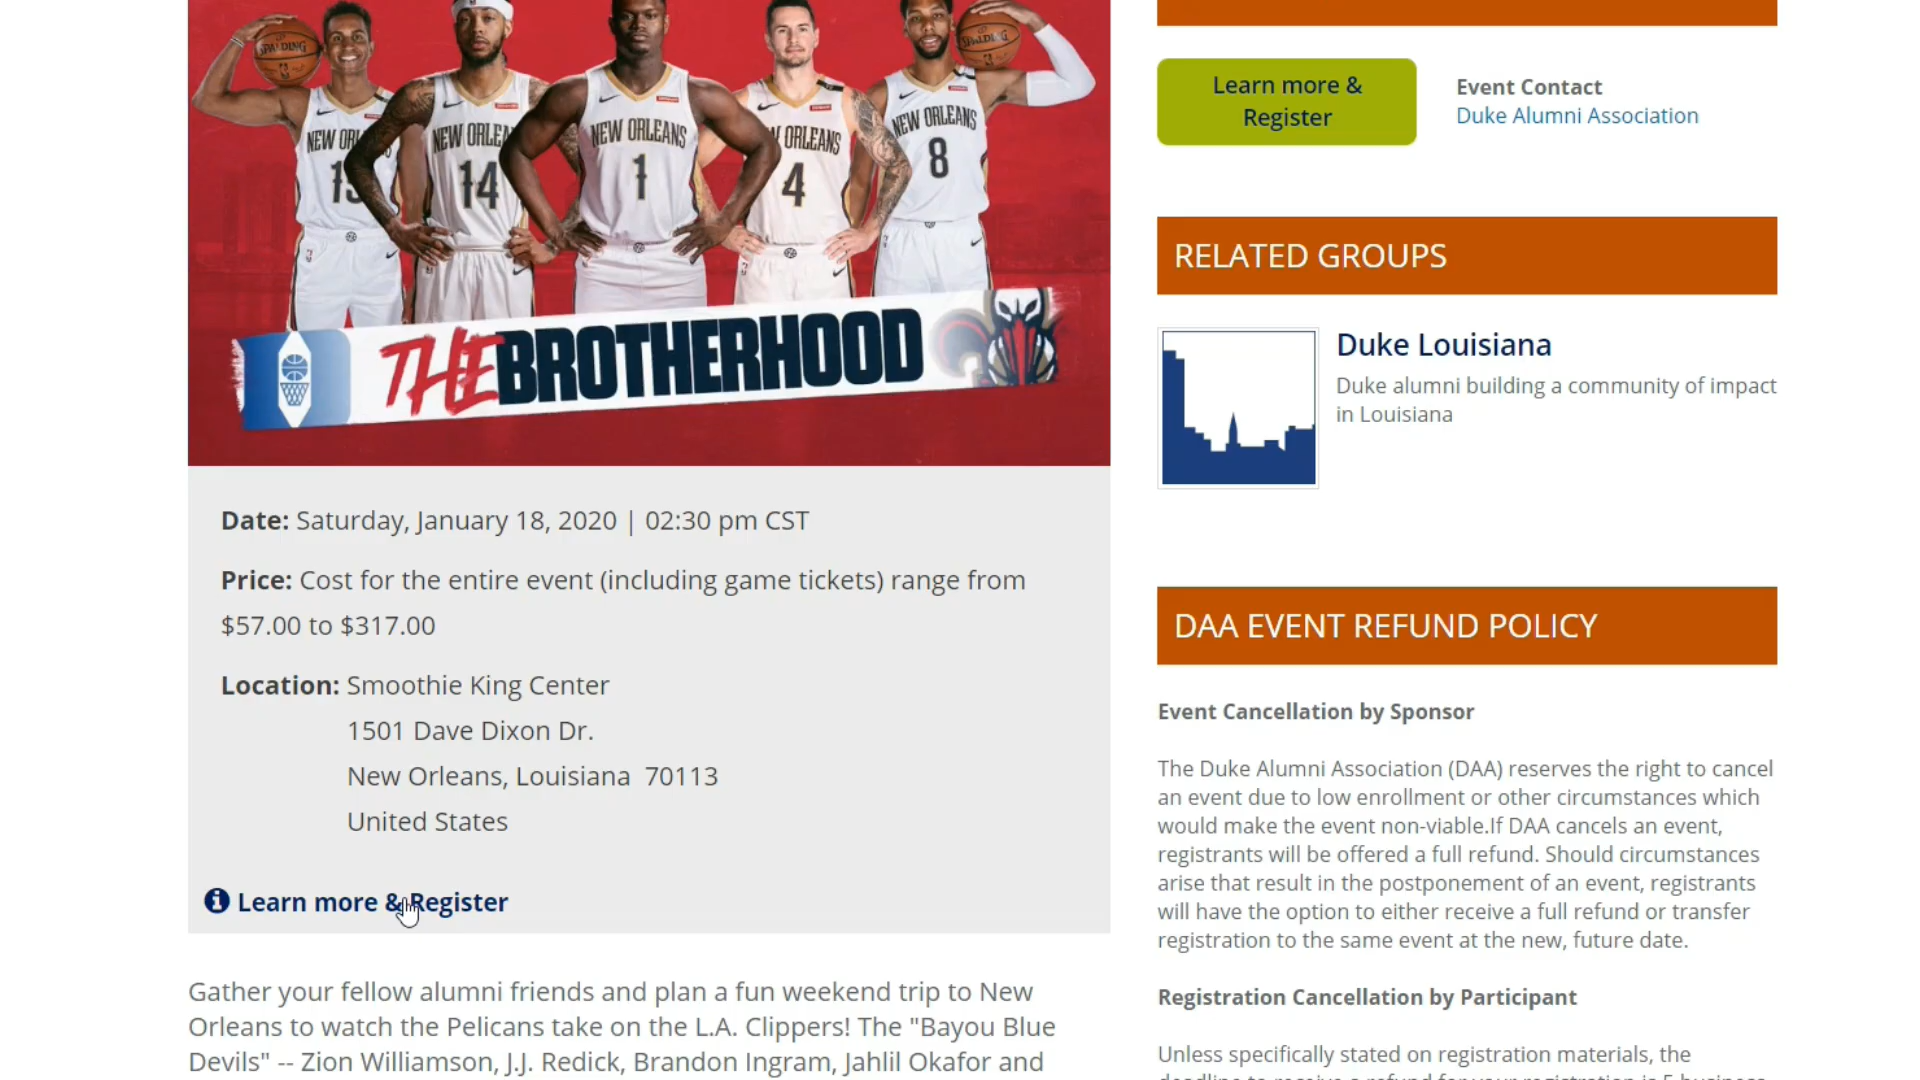 SPALDING
SPALDING
NEW ORLEANS
NEW ORLEANS
NEW ORLEANS
14
1
4
8
THE BROTHERHOOD
Date: Saturday, January 18, 2020 | 02:30 pm CST
Price: Cost for the entire event (including game tickets) range from
$57.00 to $317.00
Location: Smoothie King Center
1501 Dave Dixon Dr.
New Orleans, Louisiana 70113
United States
Learn more & Register
Gather your fellow alumni friends and plan a fun weekend trip to New
Orleans to watch the Pelicans take on the L.A. Clippers! The "Bayou Blue
Devils" -- Zion Williamson, J.J. Redick, Brandon Ingram, Jahlil Okafor and
Learn more &
Register
Event Contact
Duke Alumni Association
RELATED GROUPS
Duke Louisiana
Duke alumni building a community of impact
in Louisiana
DAA EVENT REFUND POLICY
Event Cancellation by Sponsor
The Duke Alumni Association (DAA) reserves the right to cancel
an event due to low enrollment or other circumstances which
would make the event non-viable.If DAA cancels an event,
registrants will be offered a full refund. Should circumstances
arise that result in the postponement of an event, registrants
will have the option to either receive a full refund or transfer
registration to the same event at the new, future date.
Registration Cancellation by Participant
Unless specifically stated on registration materials, the